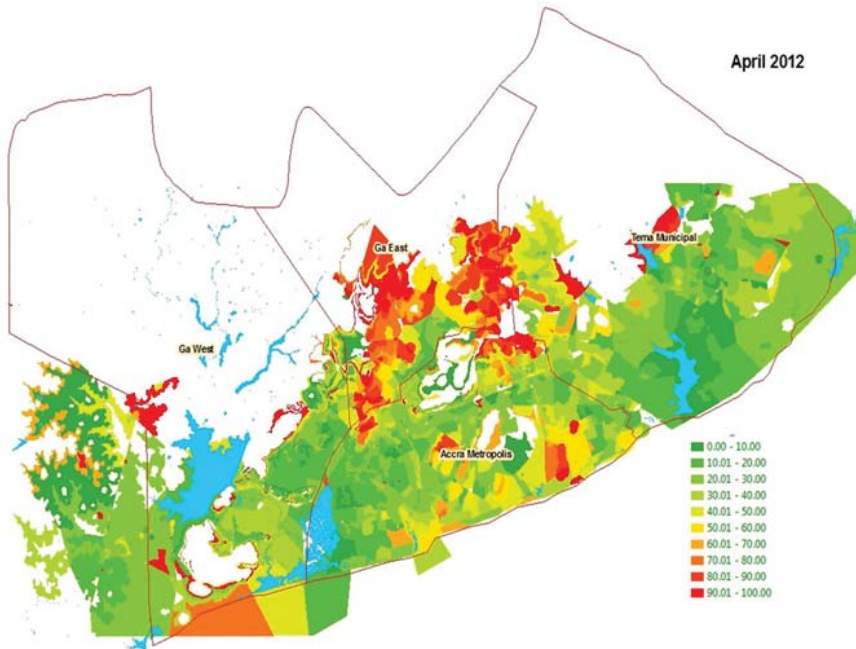 April 2012
Ga East
Tema Municipal
Ga West
Accra Metropolis
0.00 - 10.00
10.01 - 20.00
20.01 - 30.00
30.01 - 40.00
40.01 - 50.00
50.01 - 60.00
60.01 - 70.00
70.01 - 80.00
80.01 - 90.00
90.01 - 100.00